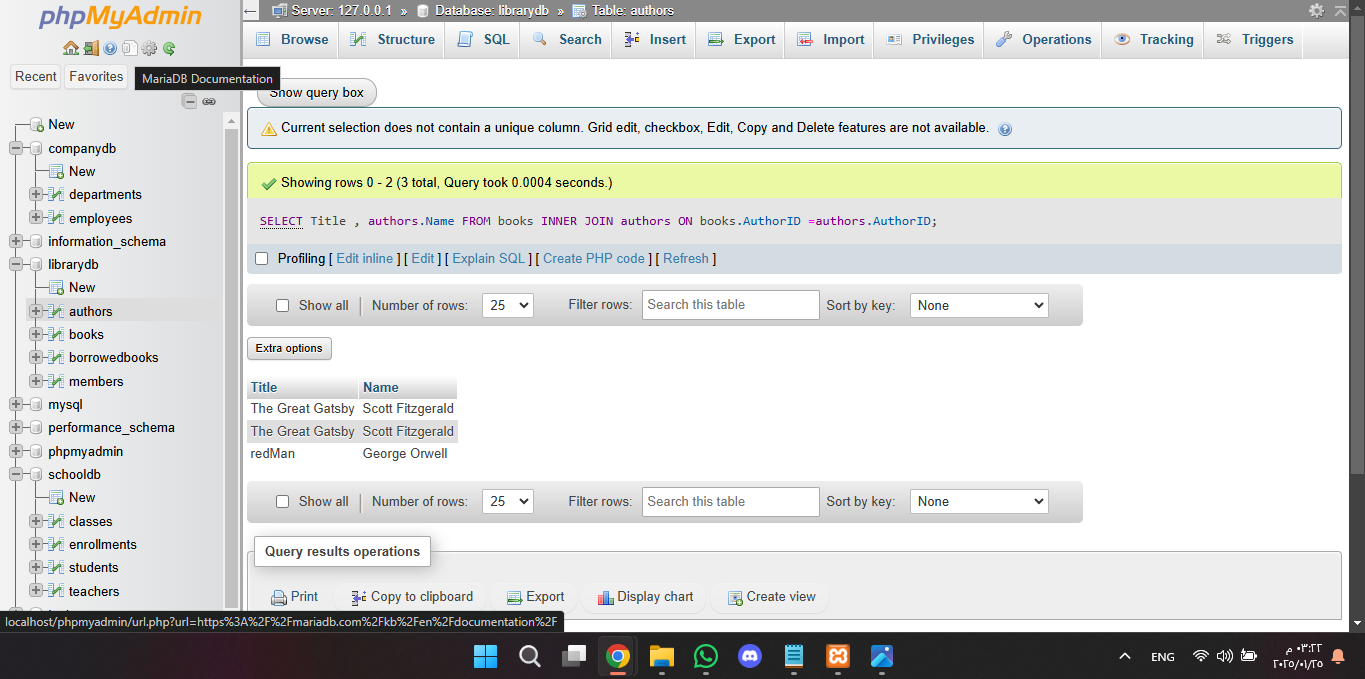 phpMyAdmin
Recent Favorites
MariaDB Documentation
New
companydb
New
departments
employees
information_schema
librarydb
New
authors
books
borrowedbooks
members
mysql
performance_schema
phpmyadmin
schooldb
New
classes
enrollments
students
teachers
Server: 127.0.0.1 » Database: librarydb » Table: authors
Browse Structure SQL Search Insert Export Import Privileges Operations Tracking Triggers
Show query box
Current selection does not contain a unique column. Grid edit, checkbox, Edit, Copy and Delete features are not available.
Showing rows 0 - 2 (3 total, Query took 0.0004 seconds.)
SELECT Title , authors.Name FROM books INNER JOIN authors ON books.AuthorID =authors.AuthorID;
Profiling [ Edit inline ] [ Edit ] [ Explain SQL ] [ Create PHP code ] [ Refresh ]
Show all Number of rows: 25 Filter rows: Search this table Sort by key: None
Extra options
Title Name
The Great Gatsby Scott Fitzgerald
The Great Gatsby Scott Fitzgerald
redMan George Orwell
Show all Number of rows: 25 Filter rows: Search this table Sort by key: None
Query results operations
Print Copy to clipboard Export Display chart Create view
localhost/phpmyadmin/url.php?url=https%3A%2F%2Fmariadb.com%2Fkb%2Fen%2Fdocumentation%2F
ENG
٠٣:٢٢ م
٢٠٢٥/٠١/٢٥